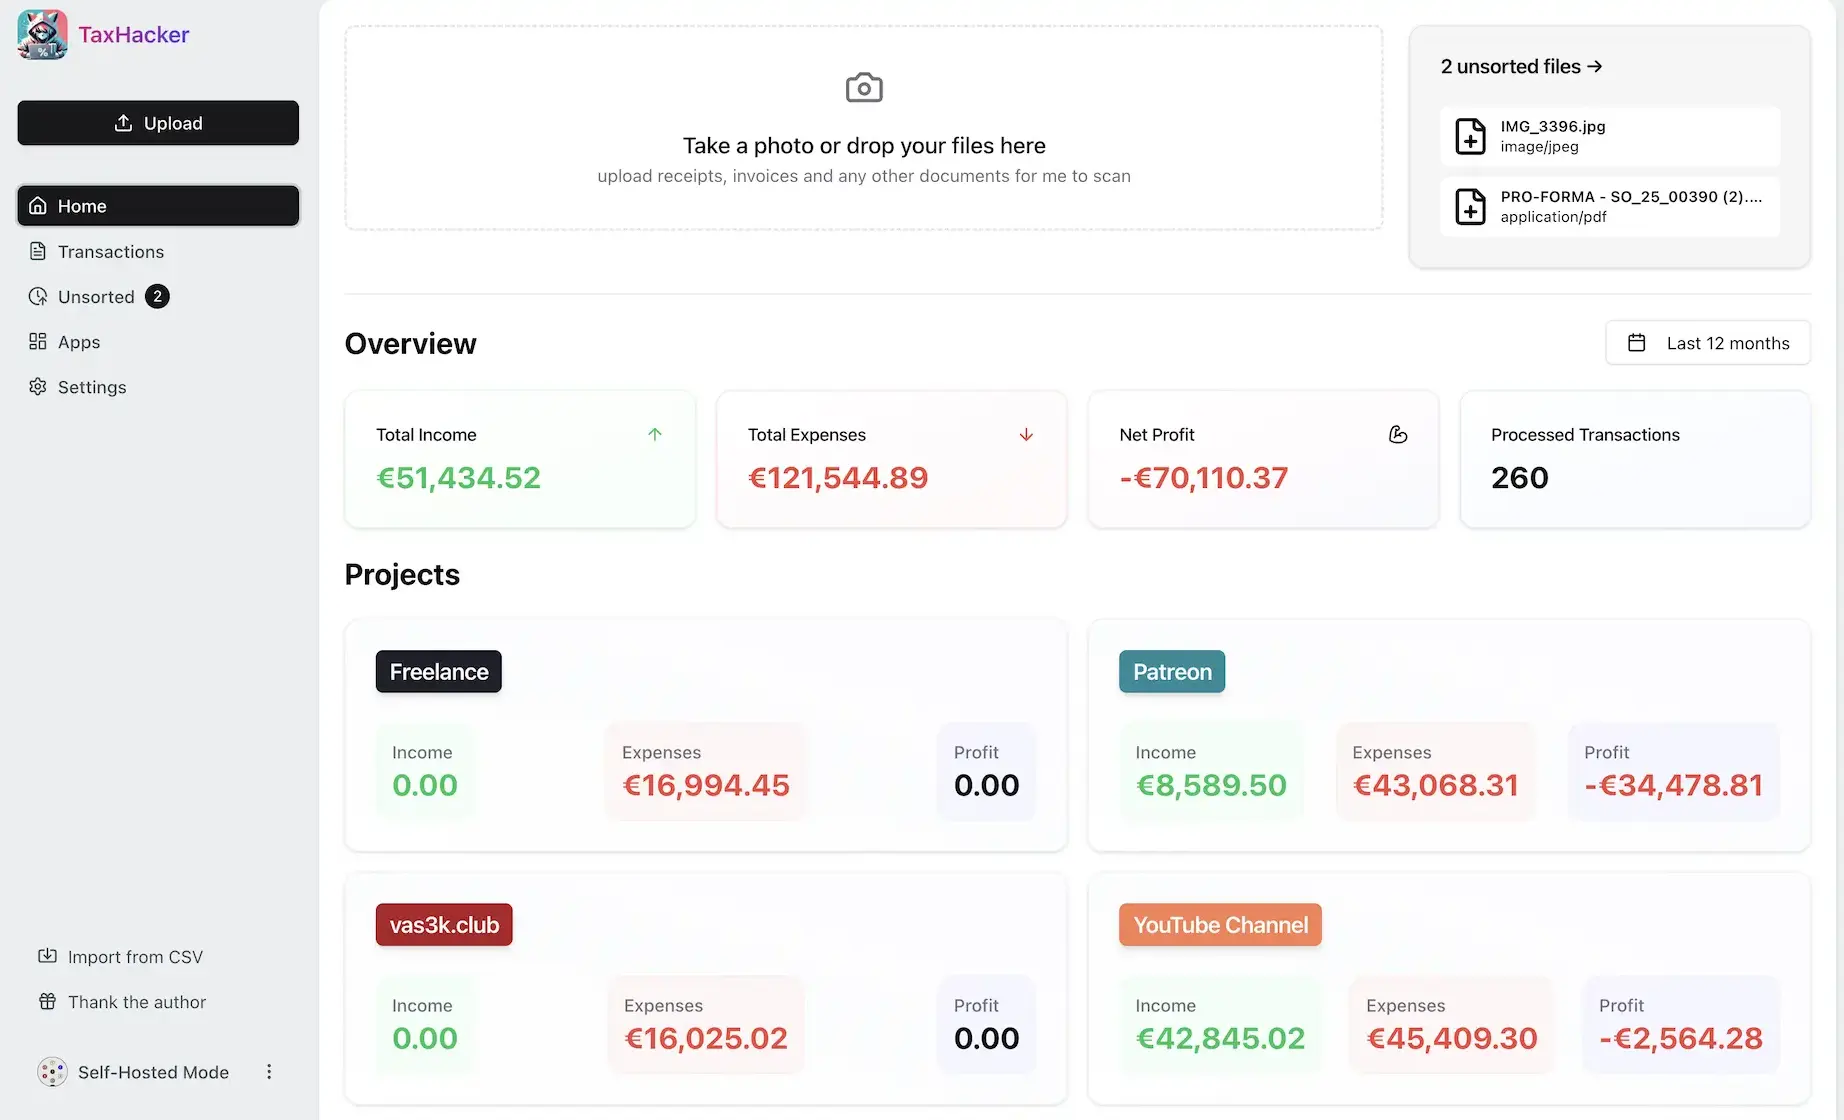 TaxHacker
Upload
Home
Transactions
Unsorted 2
Apps
Settings
Import from CSV
Thank the author
Self-Hosted Mode
Take a photo or drop your files here
upload receipts, invoices and any other documents for me to scan
2 unsorted files →
IMG_3396.jpg
image/jpeg
PRO-FORMA - SO_25_00390 (2)....
application/pdf
Overview
Last 12 months
Total Income
€51,434.52
Total Expenses
€121,544.89
Net Profit
-€70,110.37
Processed Transactions
260
Projects
Freelance
Income
0.00
Expenses
€16,994.45
Profit
0.00
Patreon
Income
€8,589.50
Expenses
€43,068.31
Profit
-€34,478.81
vas3k.club
Income
0.00
Expenses
€16,025.02
Profit
0.00
YouTube Channel
Income
€42,845.02
Expenses
€45,409.30
Profit
-€2,564.28